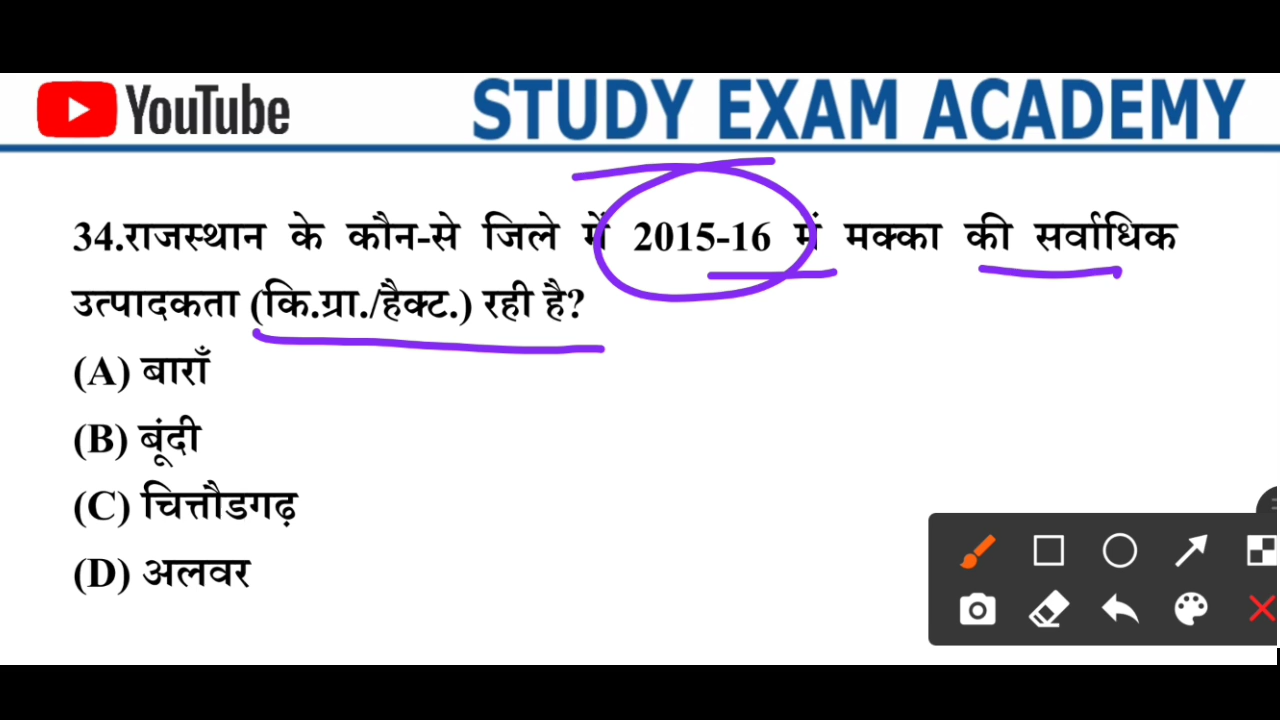 YouTube STUDY EXAM ACADEMY
34.राजस्थान के कौन-से जिले में 2015-16 में मक्का की सर्वाधिक
उत्पादकता (कि.ग्रा./हैक्ट.) रही है?
(A) बाराँ
(B) बूंदी
(C) चित्तौडगढ़
(D) अलवर